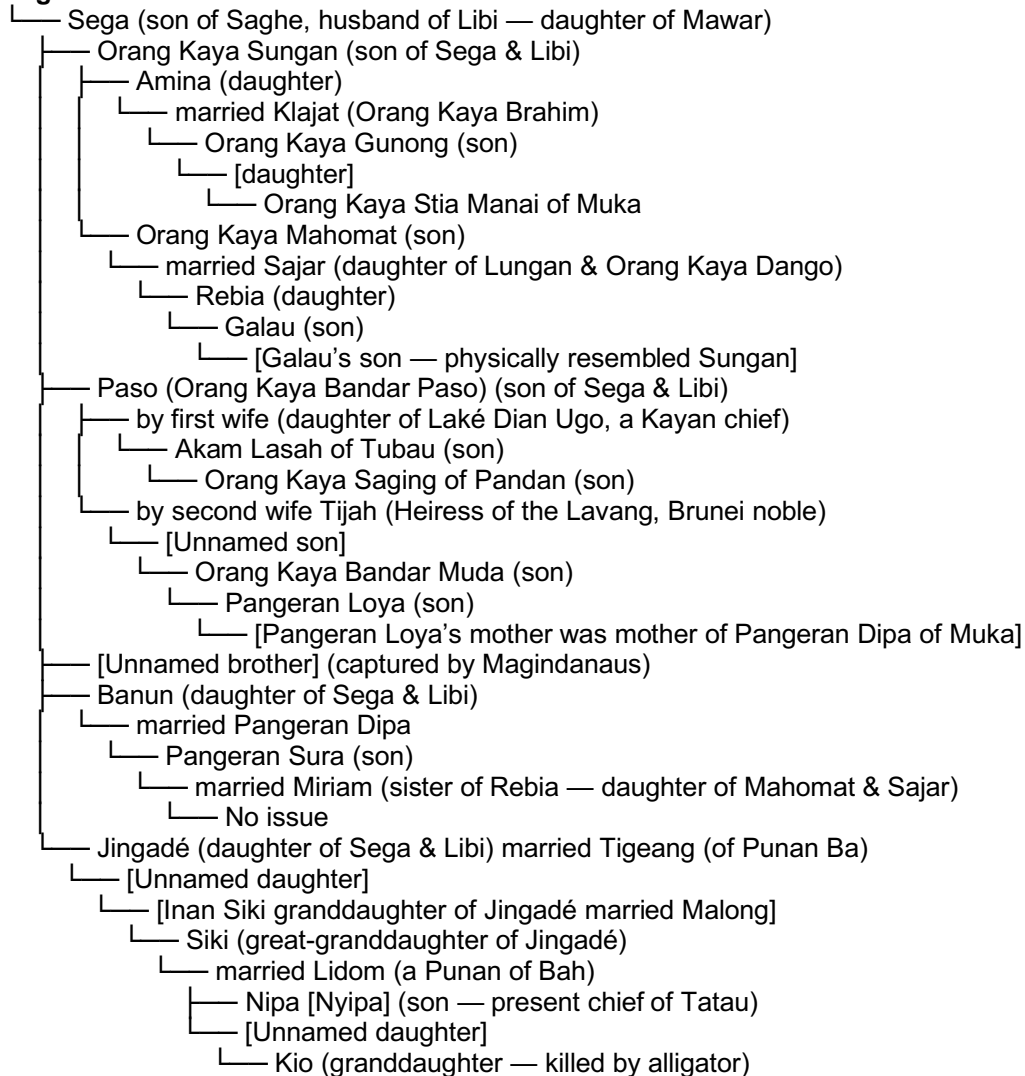 Sega (son of Saghe, husband of Libi — daughter of Mawar)
Orang Kaya Sungan (son of Sega & Libi)
Amina (daughter)
married Klajat (Orang Kaya Brahim)
Orang Kaya Gunong (son)
[daughter]
Orang Kaya Stia Manai of Muka
Orang Kaya Mahomat (son)
married Sajar (daughter of Lungan & Orang Kaya Dango)
Rebia (daughter)
Galau (son)
[Galau’s son — physically resembled Sungan]
Paso (Orang Kaya Bandar Paso) (son of Sega & Libi)
by first wife (daughter of Laké Dian Ugo, a Kayan chief)
Akam Lasah of Tubau (son)
Orang Kaya Saging of Pandan (son)
by second wife Tijah (Heiress of the Lavang, Brunei noble)
[Unnamed son]
Orang Kaya Bandar Muda (son)
Pangeran Loya (son)
[Pangeran Loya’s mother was mother of Pangeran Dipa of Muka]
[Unnamed brother] (captured by Magindanaus)
Banun (daughter of Sega & Libi)
married Pangeran Dipa
Pangeran Sura (son)
married Miriam (sister of Rebia — daughter of Mahomat & Sajar)
No issue
Jingadé (daughter of Sega & Libi) married Tigeang (of Punan Ba)
[Unnamed daughter]
[Inan Siki granddaughter of Jingadé married Malong]
Siki (great-granddaughter of Jingadé)
married Lidom (a Punan of Bah)
Nipa [Nyipa] (son — present chief of Tatau)
[Unnamed daughter]
Kio (granddaughter — killed by alligator)